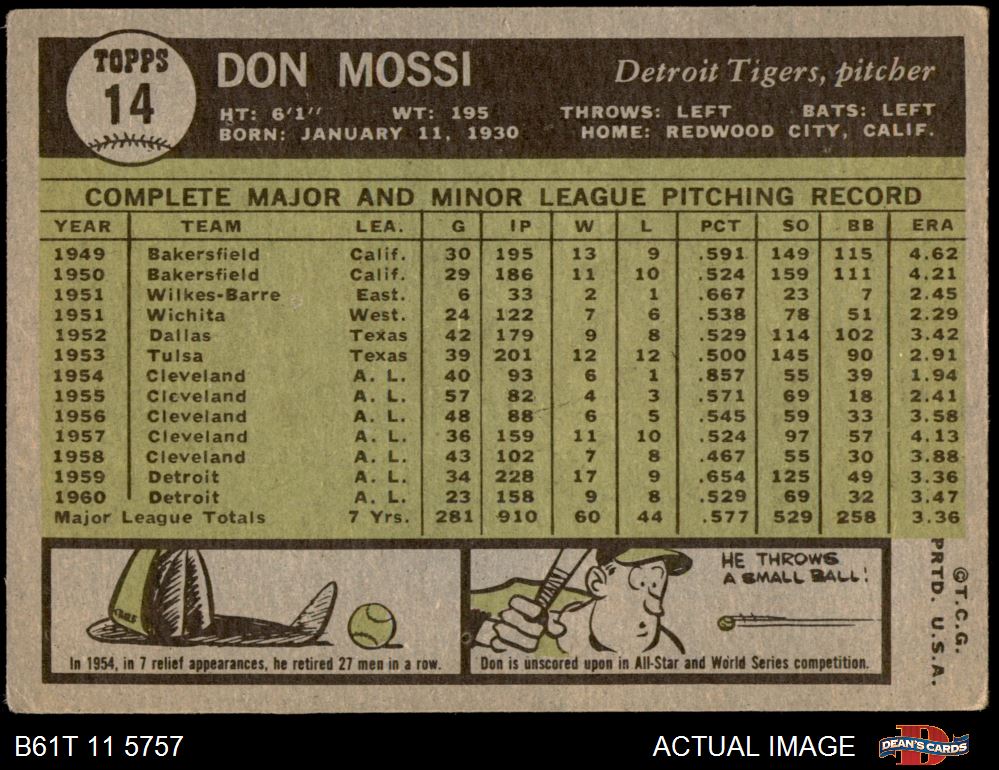 TOPPS
14
DON MOSSI
Detroit Tigers, pitcher
HT: 6'1" WT: 195 THROWS: LEFT BATS: LEFT
BORN: JANUARY 11, 1930 HOME: REDWOOD CITY, CALIF.
COMPLETE MAJOR AND MINOR LEAGUE PITCHING RECORD
YEAR TEAM LEA. G IP W L PCT SO BB ERA
1949 Bakersfield Calif. 30 195 13 9 .591 149 115 4.62
1950 Bakersfield Calif. 29 186 11 10 .524 159 111 4.21
1951 Wilkes-Barre East. 6 33 2 1 .667 23 7 2.45
1951 Wichita West. 24 122 7 6 .538 78 51 2.29
1952 Dallas Texas 42 179 9 8 .529 114 102 3.42
1953 Tulsa Texas 39 201 12 12 .500 145 90 2.91
1954 Cleveland A. L. 40 93 6 1 .857 55 39 1.94
1955 Cleveland A. L. 57 82 4 3 .571 69 18 2.41
1956 Cleveland A. L. 48 88 6 5 .545 59 33 3.58
1957 Cleveland A. L. 36 159 11 10 .524 97 57 4.13
1958 Cleveland A. L. 43 102 7 8 .467 55 30 3.88
1959 Detroit A. L. 34 228 17 9 .654 125 49 3.36
1960 Detroit A. L. 23 158 9 8 .529 69 32 3.47
Major League Totals 7 Yrs. 281 910 60 44 .577 529 258 3.36
In 1954, in 7 relief appearances, he retired 27 men in a row.
HE THROWS
A SMALL BALL!
Don is unscored upon in All-Star and World Series competition.
©T.C.G.
PRTD. U.S.A.
B61T 11 5757
ACTUAL IMAGE
DEAN'S CARDS